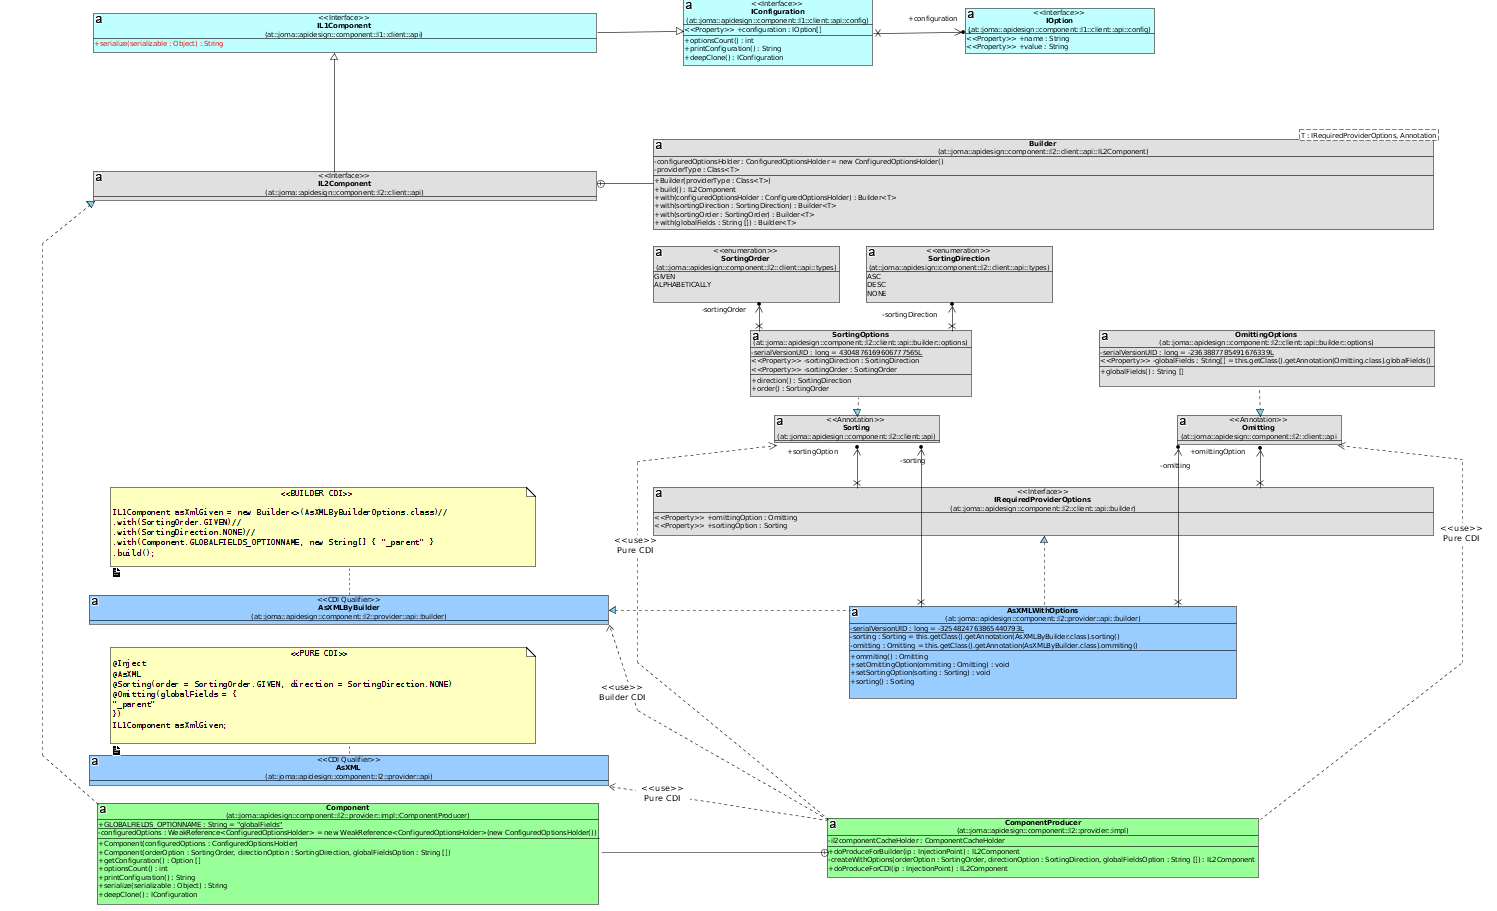 a
<<Interface>>
IL1Component
(at::joma::apidesign::component::l1::client::api)
+serialize(serializable : Object) : String
a
<<Interface>>
IConfiguration
(at::joma::apidesign::component::l1::client::api::config)
<<Property>> +configuration : IOption[]
+optionsCount() : int
+printConfiguration() : String
+deepClone() : IConfiguration
+configuration
a
<<Interface>>
IOption
(at::joma::apidesign::component::l1::client::api::config)
<<Property>> +name : String
<<Property>> +value : String
T : IRequiredProviderOptions, Annotation
a
Builder
(at::joma::apidesign::component::l2::client::api::IL2Component)
-configuredOptionsHolder : ConfiguredOptionsHolder = new ConfiguredOptionsHolder()
-providerType : Class<T>
+Builder(providerType : Class<T>)
+build() : IL2Component
+with(configuredOptionsHolder : ConfiguredOptionsHolder) : Builder<T>
+with(sortingDirection : SortingDirection) : Builder<T>
+with(sortingOrder : SortingOrder) : Builder<T>
+with(globalFields : String []) : Builder<T>
a
<<Interface>>
IL2Component
(at::joma::apidesign::component::l2::client::api)
a
<<enumeration>>
SortingOrder
(at::joma::apidesign::component::l2::client::api::types)
GIVEN
ALPHABETICALLY
a
<<enumeration>>
SortingDirection
(at::joma::apidesign::component::l2::client::api::types)
ASC
DESC
NONE
-sortingOrder
-sortingDirection
a
SortingOptions
(at::joma::apidesign::component::l2::client::api::builder::options)
-serialVersionUID : long = 4304876169606777565L
<<Property>> -sortingDirection : SortingDirection
<<Property>> -sortingOrder : SortingOrder
+direction() : SortingDirection
+order() : SortingOrder
a
OmittingOptions
(at::joma::apidesign::component::l2::client::api::builder::options)
-serialVersionUID : long = -2363887785491676339L
<<Property>> -globalFields : String[] = this.getClass().getAnnotation(Omitting.class).globalFields()
+globalFields() : String []
a
<<Annotation>>
Sorting
(at::joma::apidesign::component::l2::client::api)
a
<<Annotation>>
Omitting
(at::joma::apidesign::component::l2::client::api
+sortingOption
-sorting
+omittingOption
-omitting
a
<<Interface>>
IRequiredProviderOptions
(at::joma::apidesign::component::l2::client::api::builder)
<<Property>> +omittingOption : Omitting
<<Property>> +sortingOption : Sorting
<<BUILDER CDI>>
IL1Component asXmlGiven = new Builder<>(AsXMLByBuilderOptions.class)//
.with(SortingOrder.GIVEN)//
.with(SortingDirection.NONE)//
.with(Component.GLOBALFIELDS_OPTIONNAME, new String[] { "_parent" }
.build();
<<use>>
Pure CDI
<<use>>
Pure CDI
a
<<CDI Qualifier>>
AsXMLByBuilder
(at::joma::apidesign::component::l2::provider::api::builder)
a
AsXMLWithOptions
(at::joma::apidesign::component::l2::provider::api::builder)
-serialVersionUID : long = -3254824763865440793L
-sorting : Sorting = this.getClass().getAnnotation(AsXMLByBuilder.class).sorting()
-omitting : Omitting = this.getClass().getAnnotation(AsXMLByBuilder.class).ommiting()
+ommiting() : Omitting
+setOmittingOption(ommiting : Omitting) : void
+setSortingOption(sorting : Sorting) : void
+sorting() : Sorting
<<PURE CDI>>
@Inject
@AsXML
@Sorting(order = SortingOrder.GIVEN, direction = SortingDirection.NONE)
@Omitting(globalFields = {
"_parent"
})
IL1Component asXmlGiven;
<<use>>
Builder CDI
a
<<CDI Qualifier>>
AsXML
(at::joma::apidesign::component::l2::provider::api)
<<use>>
Pure CDI
a
Component
(at::joma::apidesign::component::l2::provider::impl::ComponentProducer)
+GLOBALFIELDS_OPTIONNAME : String = "globalFields"
-configuredOptions : WeakReference<ConfiguredOptionsHolder> = new WeakReference<ConfiguredOptionsHolder>(new ConfiguredOptionsHolder())
+Component(configuredOptions : ConfiguredOptionsHolder)
+Component(orderOption : SortingOrder, directionOption : SortingDirection, globalFieldsOption : String [])
+getConfiguration() : Option []
+optionsCount() : int
+printConfiguration() : String
+serialize(serializable : Object) : String
+deepClone() : IConfiguration
a
ComponentProducer
(at::joma::apidesign::component::l2::provider::impl)
-il2componentCacheHolder : ComponentCacheHolder
+doProduceForBuilder(ip : InjectionPoint) : IL2Component
-createWithOptions(orderOption : SortingOrder, directionOption : SortingDirection, globalFieldsOption : String []) : IL2Component
+doProduceForCDI(ip : InjectionPoint) : IL2Component